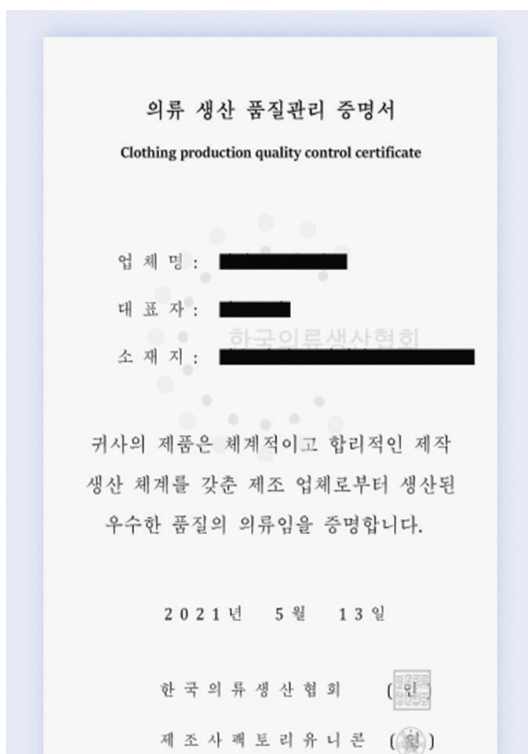 의류 생산 품질관리 증명서
Clothing production quality control certificate
업체명:
대표자:
한국의류생산협회
소재지:
귀사의 제품은 체계적이고 합리적인 제작
생산 체계를 갖춘 제조 업체로부터 생산된
우수한 품질의 의류임을 증명합니다.
2021년 5월 13일
한국의류생산협회 (인)
제조사팩토리유니콘 ( )